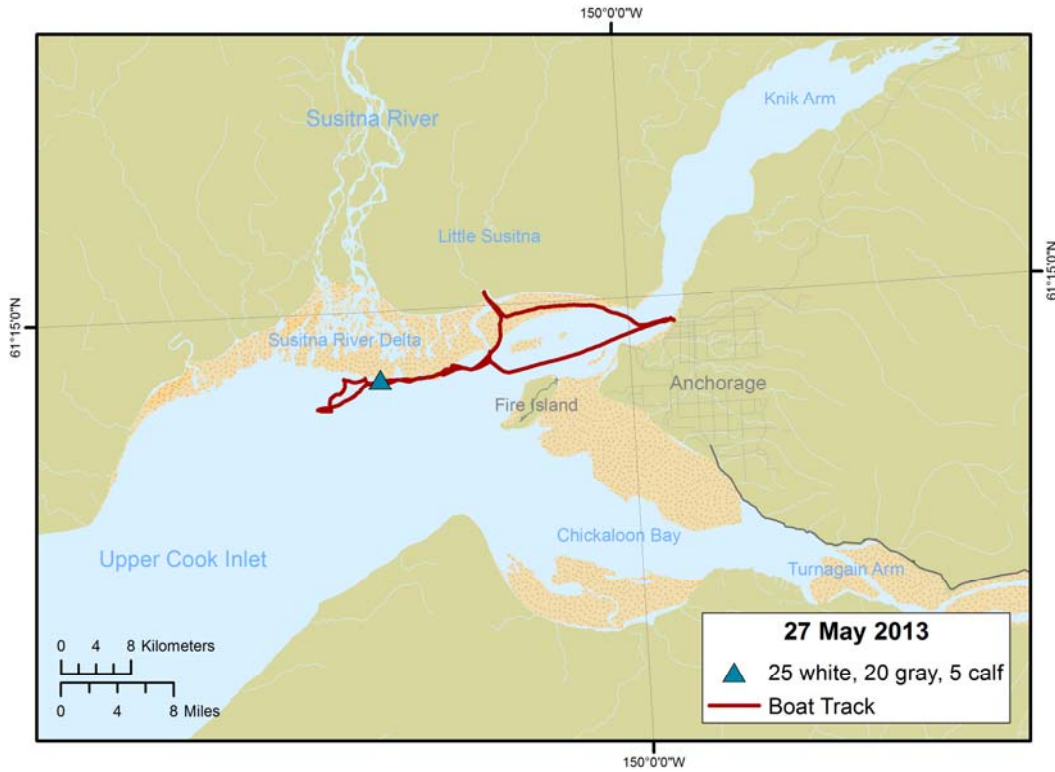 150°0'0"W
Knik Arm
Susitna River
Little Susitna
61°15'0"N
61°15'0"N
Susitna River Delta
Anchorage
Fire Island
Chickaloon Bay
Upper Cook Inlet
Turnagain Arm
27 May 2013
25 white, 20 gray, 5 calf
Boat Track
0 4 8 Kilometers
0 4 8 Miles
150°0'0"W